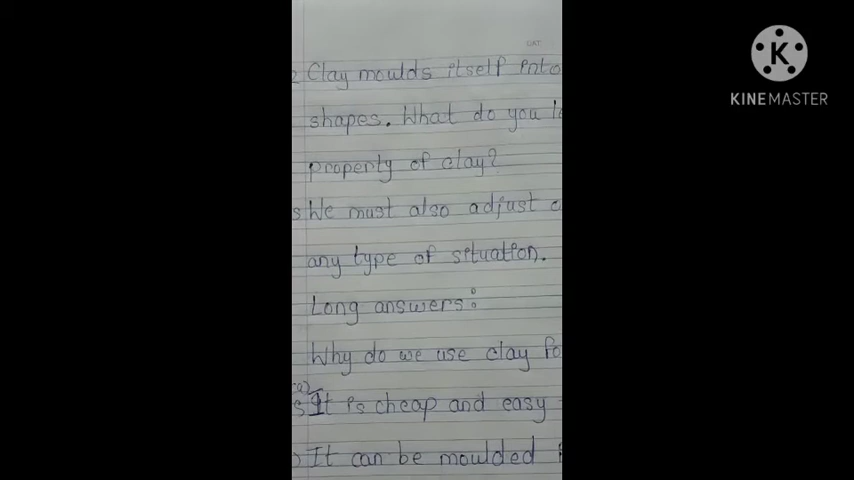 Clay moulds itself into
shapes. What do you
property of clay?
s We must also adjust
any type of situation.
Long answers:
Why do we use clay fo
(a)
s It is cheap and easy
It can be moulded
K
KINEMASTER